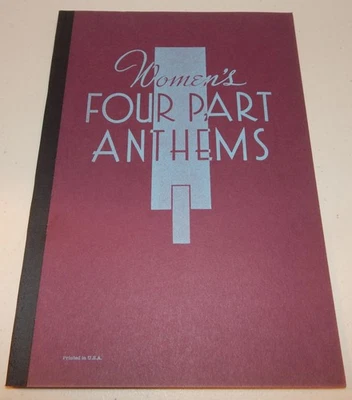 Women's
FOUR PART
ANTHEMS
Printed in U.S.A.